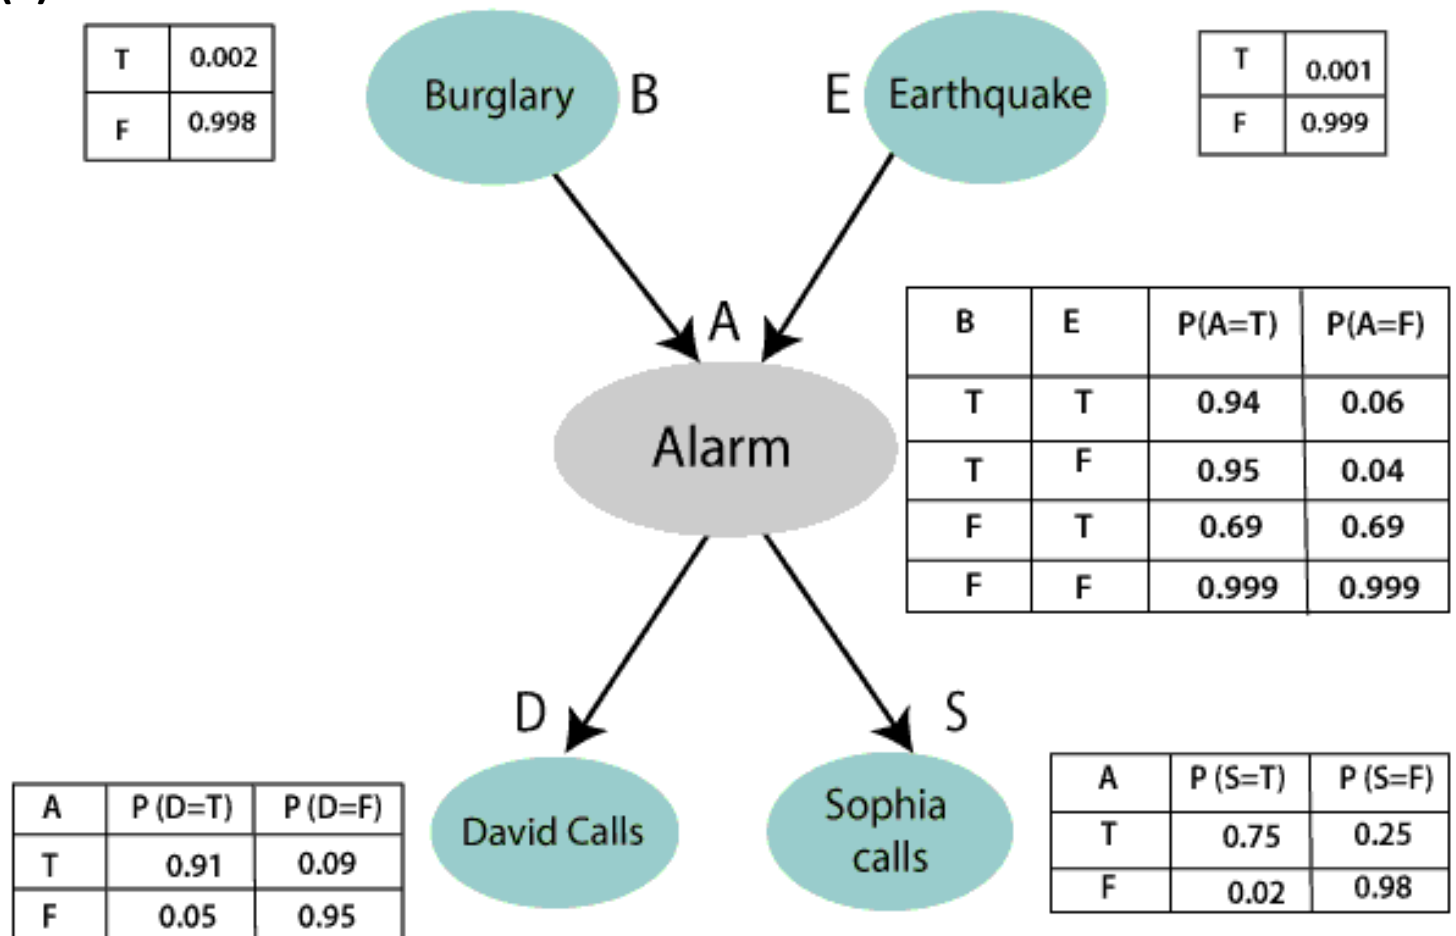 T 0.002
F 0.998
Burglary B
E Earthquake
T 0.001
F 0.999
A
B E P(A=T) P(A=F)
T T 0.94 0.06
T F 0.95 0.04
F T 0.69 0.69
F F 0.999 0.999
Alarm
D
S
A P (D=T) P (D=F)
T 0.91 0.09
F 0.05 0.95
David Calls
Sophia
calls
A P (S=T) P (S=F)
T 0.75 0.25
F 0.02 0.98